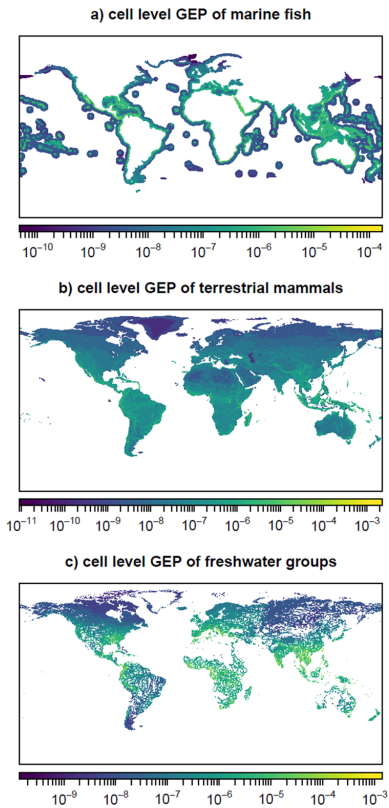 a) cell level GEP of marine fish
10⁻¹⁰ 10⁻⁹ 10⁻⁸ 10⁻⁷ 10⁻⁶ 10⁻⁵ 10⁻⁴
b) cell level GEP of terrestrial mammals
10⁻¹¹ 10⁻¹⁰ 10⁻⁹ 10⁻⁸ 10⁻⁷ 10⁻⁶ 10⁻⁵ 10⁻⁴ 10⁻³
c) cell level GEP of freshwater groups
10⁻⁹ 10⁻⁸ 10⁻⁷ 10⁻⁶ 10⁻⁵ 10⁻⁴ 10⁻³